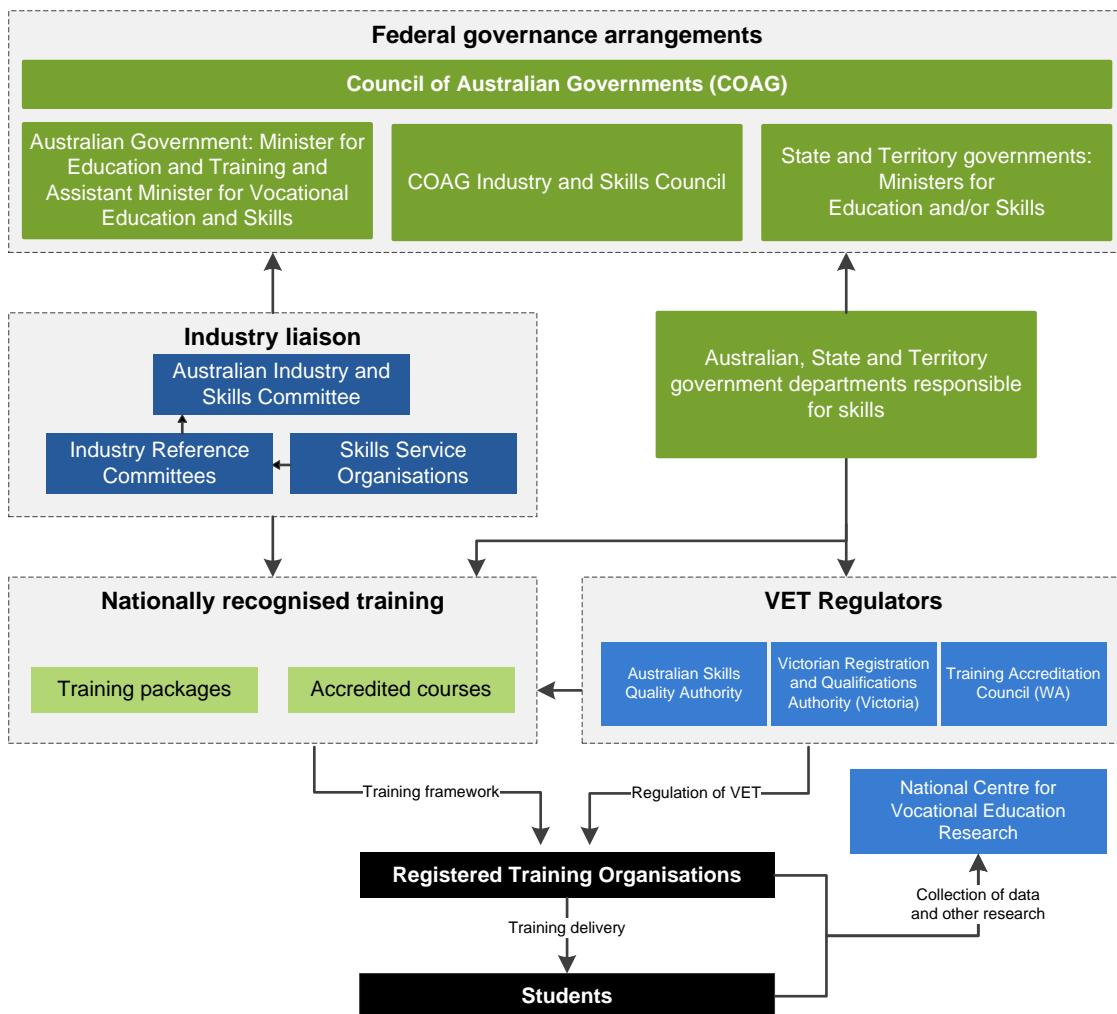 Federal governance arrangements
Council of Australian Governments (COAG)
Australian Government: Minister for
Education and Training and
Assistant Minister for Vocational
Education and Skills
COAG Industry and Skills Council
State and Territory governments:
Ministers for
Education and/or Skills
Industry liaison
Australian Industry and
Skills Committee
Industry Reference
Committees
Skills Service
Organisations
Australian, State and Territory
government departments responsible
for skills
Nationally recognised training
Training packages
Accredited courses
VET Regulators
Australian Skills
Quality Authority
Victorian Registration
and Qualifications
Authority (Victoria)
Training Accreditation
Council (WA)
Training framework
Regulation of VET
National Centre for
Vocational Education
Research
Registered Training Organisations
Collection of data
and other research
Training delivery
Students